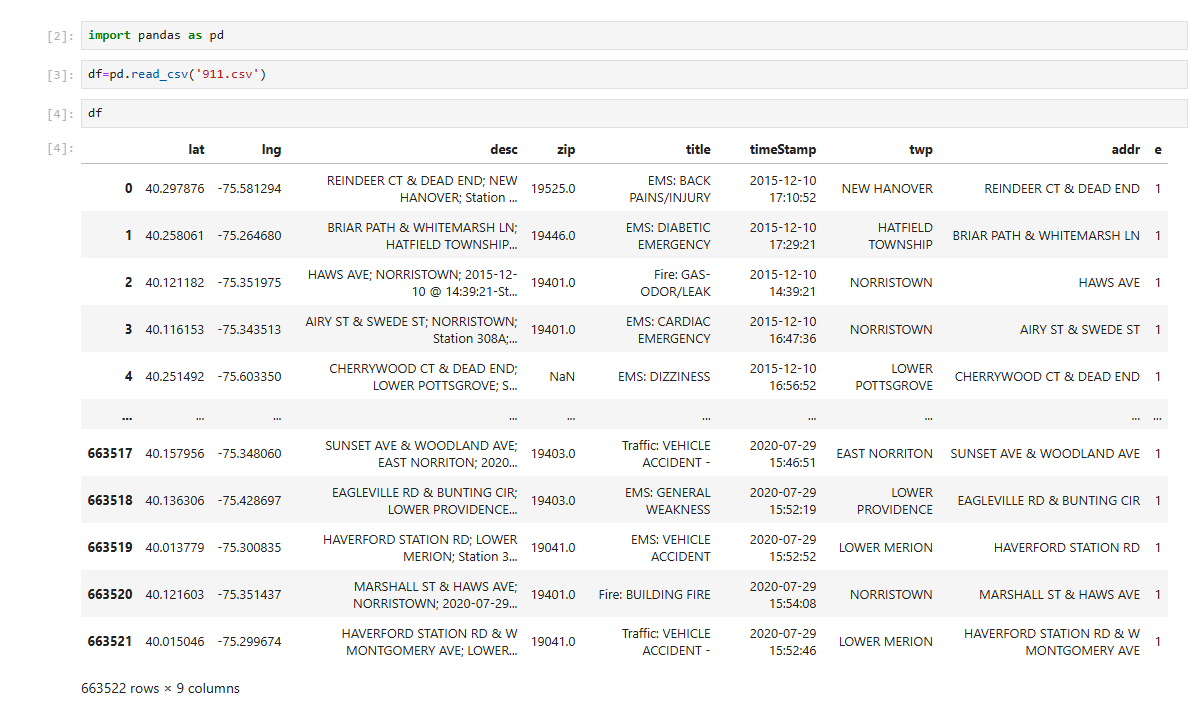 [2]: import pandas as pd
[3]: df=pd.read_csv('911.csv')
[4]: df
[4]: lat lng desc zip title timeStamp twp addr e
0 40.297876 -75.581294 REINDEER CT & DEAD END; NEW HANOVER; Station ... 19525.0 EMS: BACK PAINS/INJURY 2015-12-10 17:10:52 NEW HANOVER REINDEER CT & DEAD END 1
1 40.258061 -75.264680 BRIAR PATH & WHITEMARSH LN; HATFIELD TOWNSHIP... 19446.0 EMS: DIABETIC EMERGENCY 2015-12-10 17:29:21 HATFIELD TOWNSHIP BRIAR PATH & WHITEMARSH LN 1
2 40.121182 -75.351975 HAWS AVE; NORRISTOWN; 2015-12-10 @ 14:39:21-St... 19401.0 Fire: GAS-ODOR/LEAK 2015-12-10 14:39:21 NORRISTOWN HAWS AVE 1
3 40.116153 -75.343513 AIRY ST & SWEDE ST; NORRISTOWN; Station 308A;... 19401.0 EMS: CARDIAC EMERGENCY 2015-12-10 16:47:36 NORRISTOWN AIRY ST & SWEDE ST 1
4 40.251492 -75.603350 CHERRYWOOD CT & DEAD END; LOWER POTTSGROVE; S... NaN EMS: DIZZINESS 2015-12-10 16:56:52 LOWER POTTSGROVE CHERRYWOOD CT & DEAD END 1
... ... ... ... ... ... ... ... ... ...
663517 40.157956 -75.348060 SUNSET AVE & WOODLAND AVE; EAST NORRITON; 2020... 19403.0 Traffic: VEHICLE ACCIDENT - 2020-07-29 15:46:51 EAST NORRITON SUNSET AVE & WOODLAND AVE 1
663518 40.136306 -75.428697 EAGLEVILLE RD & BUNTING CIR; LOWER PROVIDENCE... 19403.0 EMS: GENERAL WEAKNESS 2020-07-29 15:52:19 LOWER PROVIDENCE EAGLEVILLE RD & BUNTING CIR 1
663519 40.013779 -75.300835 HAVERFORD STATION RD; LOWER MERION; Station 3... 19041.0 EMS: VEHICLE ACCIDENT 2020-07-29 15:52:52 LOWER MERION HAVERFORD STATION RD 1
663520 40.121603 -75.351437 MARSHALL ST & HAWS AVE; NORRISTOWN; 2020-07-29... 19401.0 Fire: BUILDING FIRE 2020-07-29 15:54:08 NORRISTOWN MARSHALL ST & HAWS AVE 1
663521 40.015046 -75.299674 HAVERFORD STATION RD & W MONTGOMERY AVE; LOWER... 19041.0 Traffic: VEHICLE ACCIDENT - 2020-07-29 15:52:46 LOWER MERION HAVERFORD STATION RD & W MONTGOMERY AVE 1
663522 rows × 9 columns